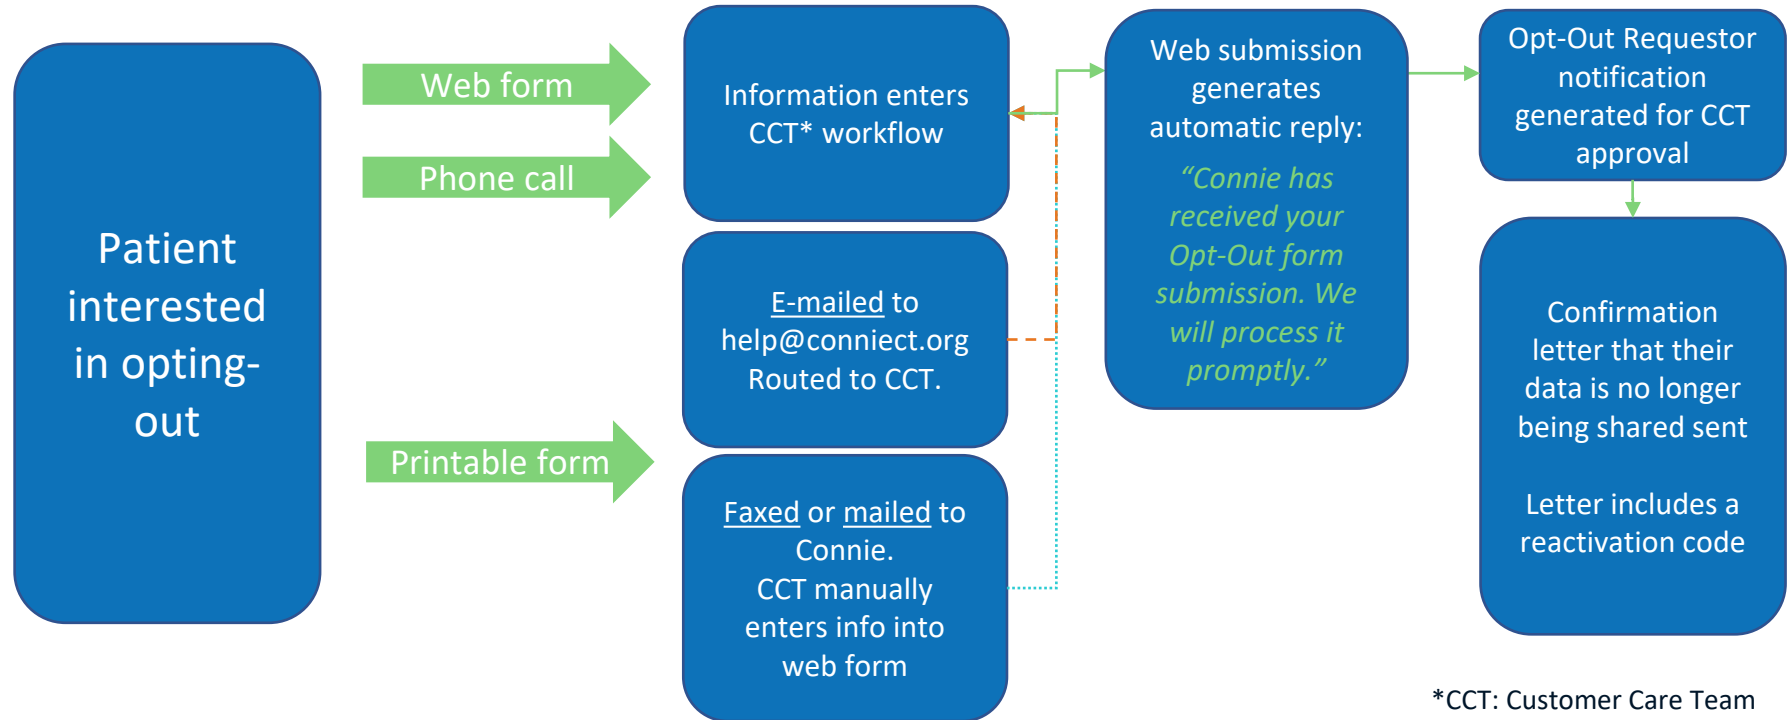 Patient
interested
in opting-
out
Web form
Phone call
Printable form
Information enters
CCT* workflow
E-mailed to
help@conniect.org
Routed to CCT.
Faxed or mailed to
Connie.
CCT manually
enters info into
web form
Web submission
generates
automatic reply:
“Connie has
received your
Opt-Out form
submission. We
will process it
promptly.”
Opt-Out Requestor
notification
generated for CCT
approval
Confirmation
letter that their
data is no longer
being shared sent
Letter includes a
reactivation code
*CCT: Customer Care Team